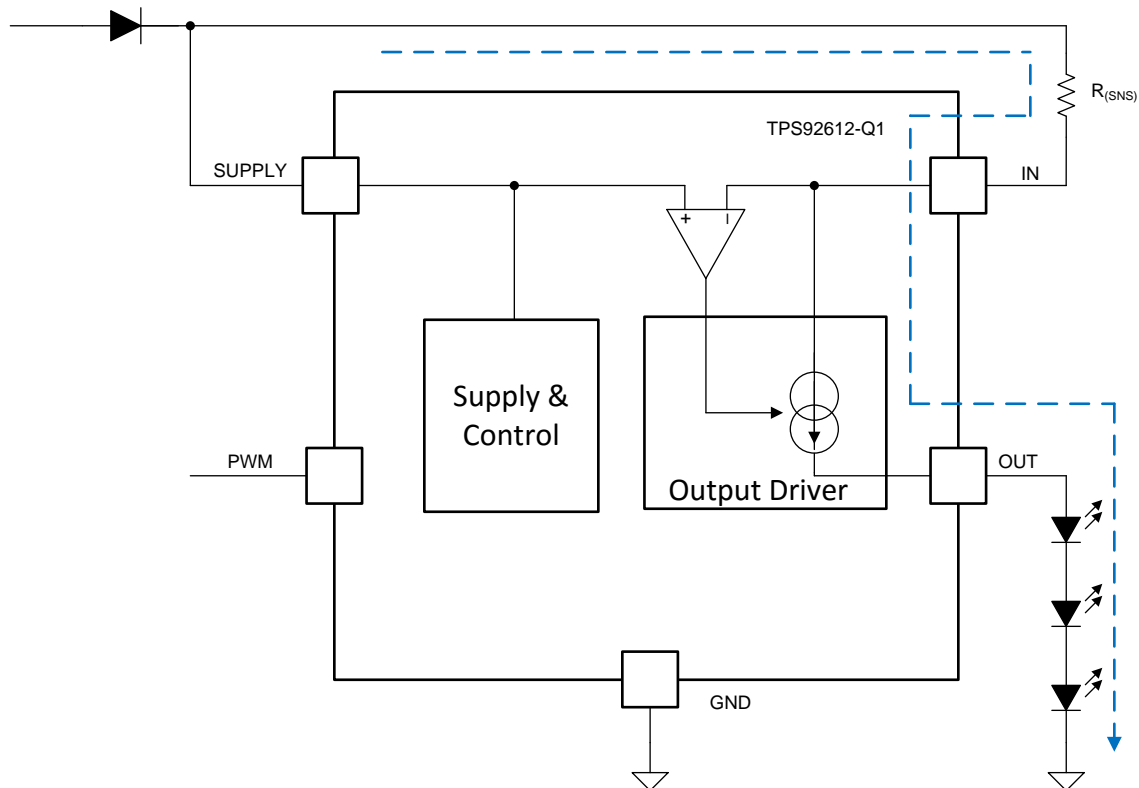 R(SNS)
TPS92612-Q1
SUPPLY
IN
+
–
Supply &
Control
PWM
OUT
Output Driver
GND